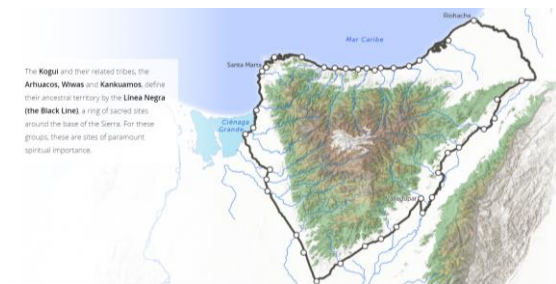 Riohacha
Mar Caribe
Santa Marta
The Kogui and their related tribes, the
Arhuacos, Wiwas and Kankuamos, define
their ancestral territory by the Linea Negra
(the Black Line), a ring of sacred sites
around the base of the Sierra. For these
groups, these are sites of paramount
spiritual importance.
Ciénaga
Grande
Valledupar